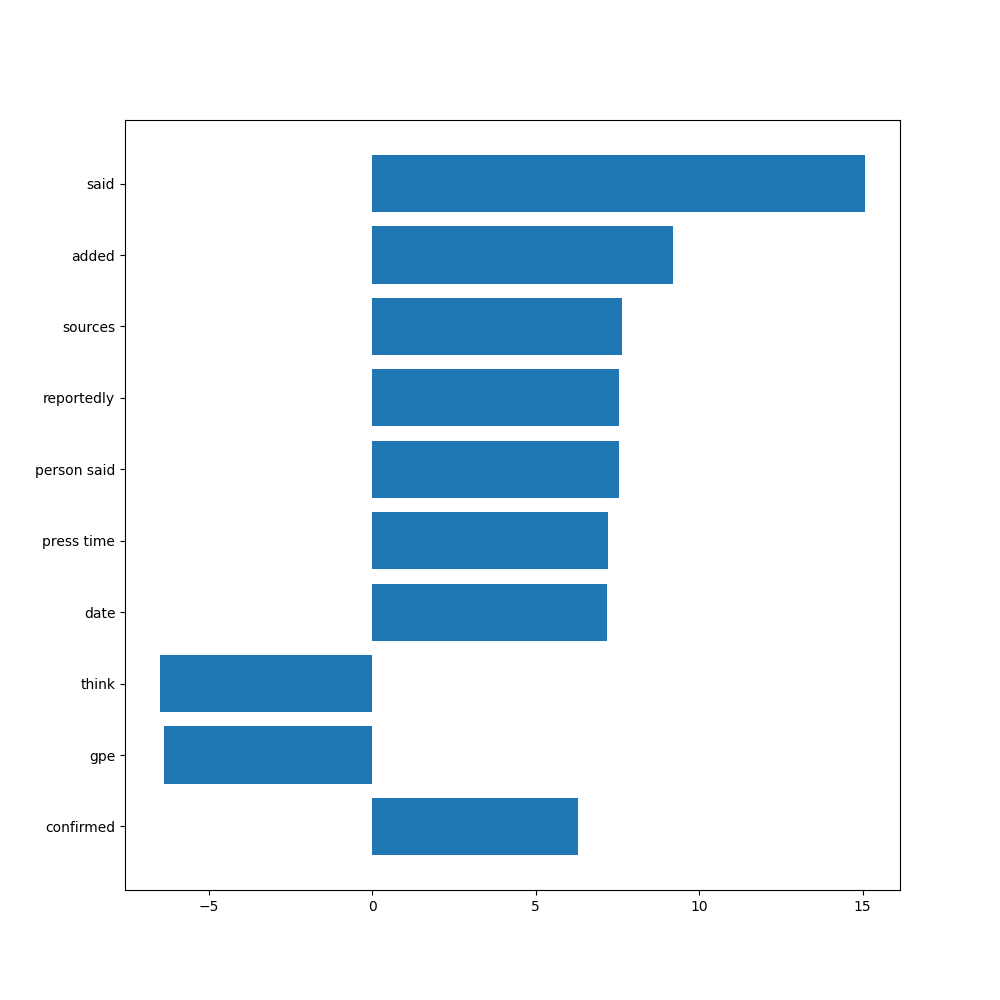 said
added
sources
reportedly
person said
press time
date
think
gpe
confirmed
−5 0 5 10 15